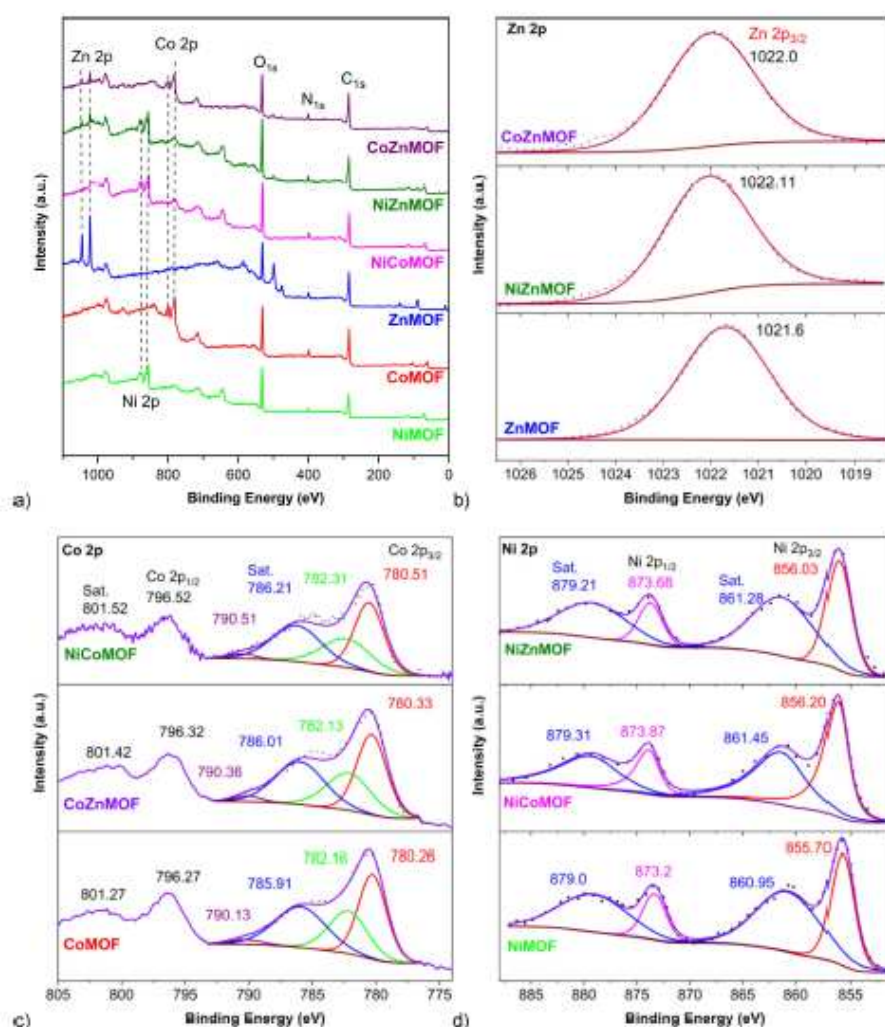 Zn 2p
Co 2p
O1s
N1s
C1s
CoZnMOF
NiZnMOF
NiCoMOF
ZnMOF
CoMOF
Ni 2p
NiMOF
Intensity (a.u.)
1000 800 600 400 200 0
Binding Energy (eV)
a)
Zn 2p
Zn 2p3/2
1022.0
CoZnMOF
1022.11
NiZnMOF
1021.6
ZnMOF
Intensity (a.u.)
1026 1025 1024 1023 1022 1021 1020 1019
Binding Energy (eV)
b)
Co 2p
Co 2p3/2
Sat. 801.52
Co 2p1/2 796.52
790.51
Sat. 786.21
782.31
780.51
NiCoMOF
801.42
796.32
790.36
786.01
782.13
780.33
CoZnMOF
801.27
796.27
790.13
785.91
782.16
780.26
CoMOF
Intensity (a.u.)
805 800 795 790 785 780 775
Binding Energy (eV)
c)
Ni 2p
Sat. 879.21
Ni 2p1/2 873.68
Sat. 861.28
Ni 2p3/2 856.03
NiZnMOF
879.31
873.87
861.45
856.20
NiCoMOF
879.0
873.2
860.95
855.70
NiMOF
Intensity (a.u.)
885 880 875 870 865 860 855
Binding Energy (eV)
d)